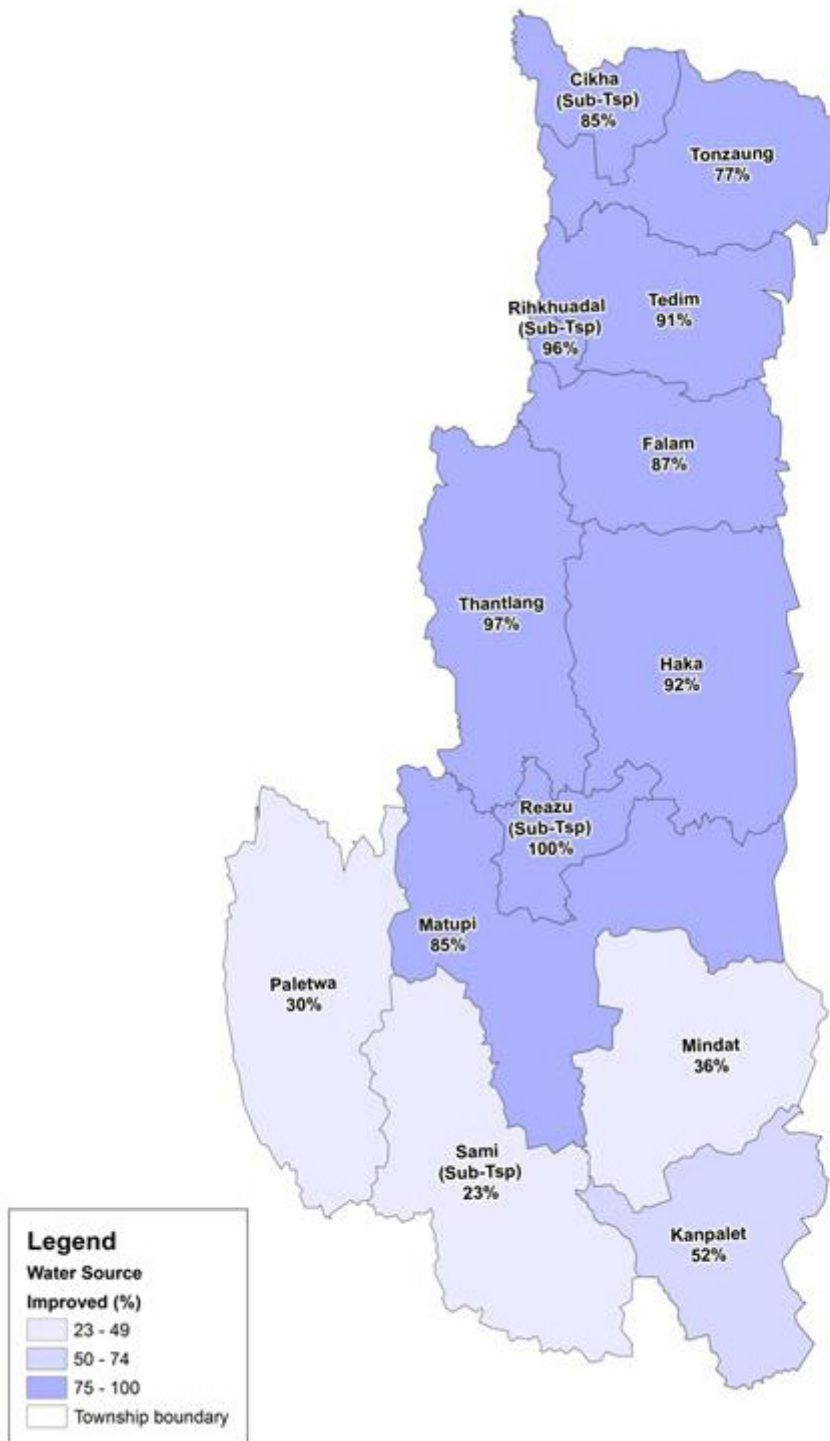 Cikha
(Sub-Tsp)
85%
Tonzaung
77%
Tedim
91%
Rihkhuadal
(Sub-Tsp)
96%
Falam
87%
Thantlang
97%
Haka
92%
Reazu
(Sub-Tsp)
100%
Matupi
85%
Paletwa
30%
Mindat
36%
Sami
(Sub-Tsp)
23%
Kanpalet
52%
Legend
Water Source
Improved (%)
23 - 49
50 - 74
75 - 100
Township boundary